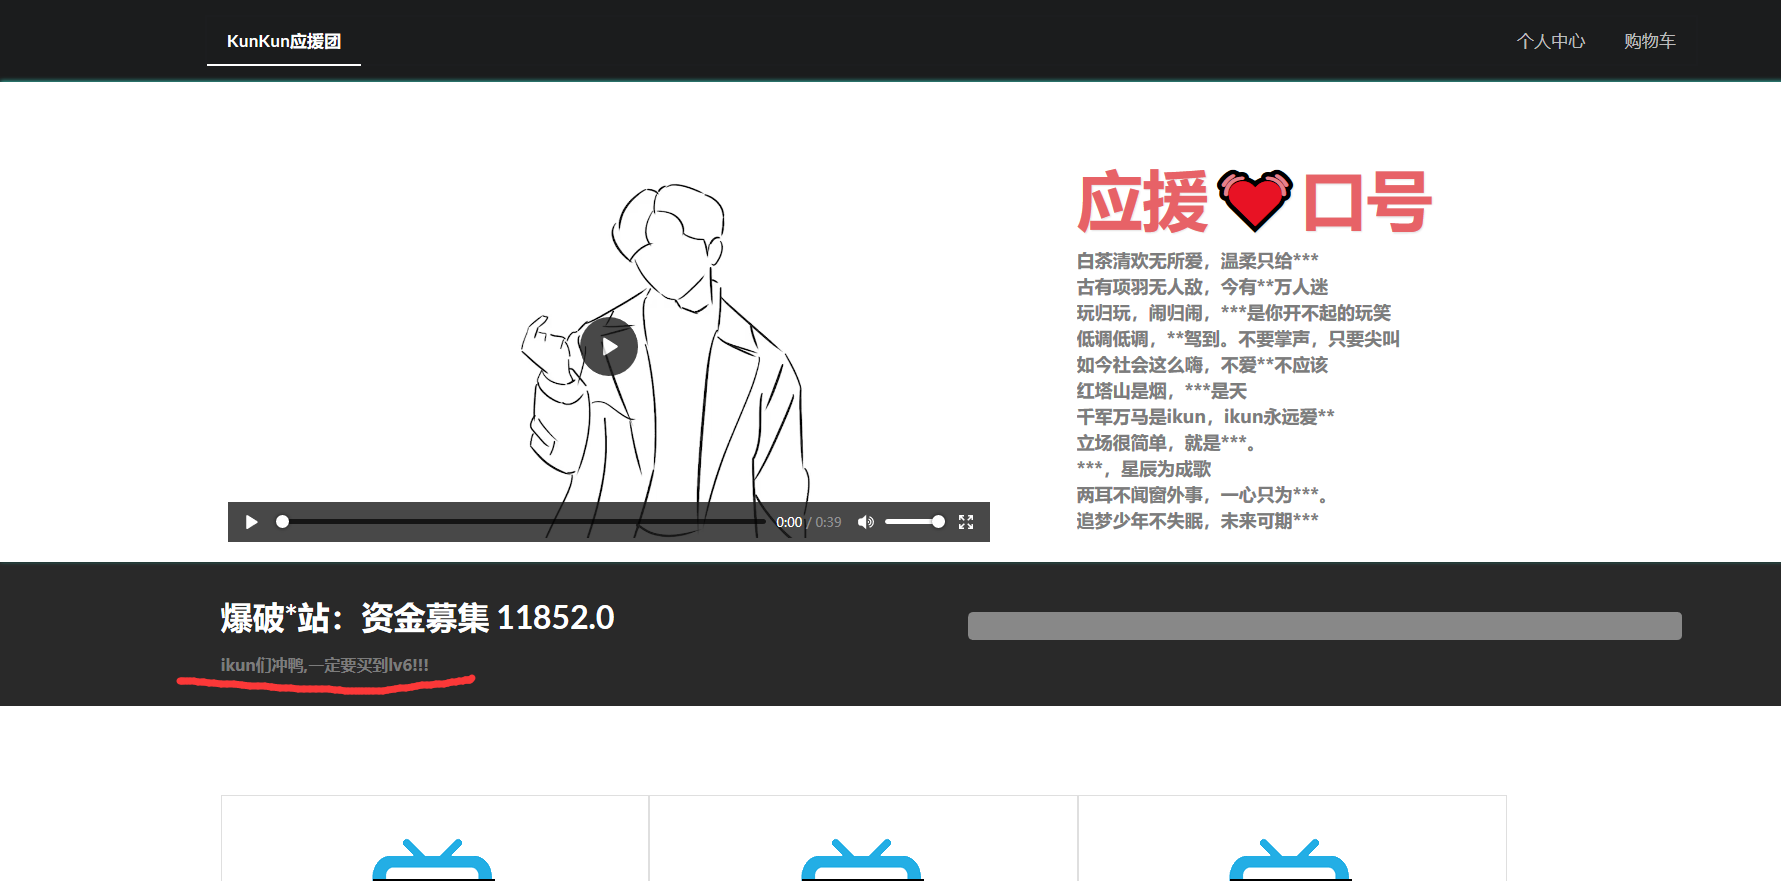 KunKun应援团
个人中心
购物车
应援口号
白茶清欢无所爱，温柔只给***
古有项羽无人敌，今有**万人迷
玩归玩，闹归闹，***是你开不起的玩笑
低调低调，**驾到。不要掌声，只要尖叫
如今社会这么嗨，不爱**不应该
红塔山是烟，***是天
千军万马是ikun，ikun永远爱**
立场很简单，就是***。
***，星辰为成歌
两耳不闻窗外事，一心只为***。
追梦少年不失眠，未来可期***
0:00 / 0:39
爆破*站：资金募集 11852.0
ikun们冲鸭,一定要买到lv6!!!